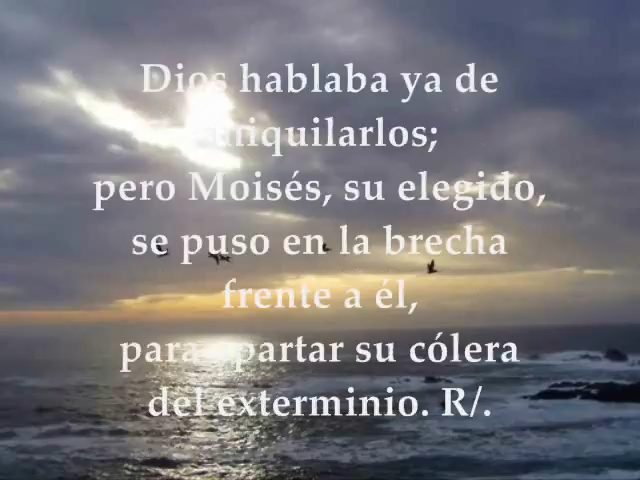 Dios hablaba ya de
aniquilarlos;
pero Moisés, su elegido,
se puso en la brecha
frente a él,
para apartar su cólera
del exterminio. R/.